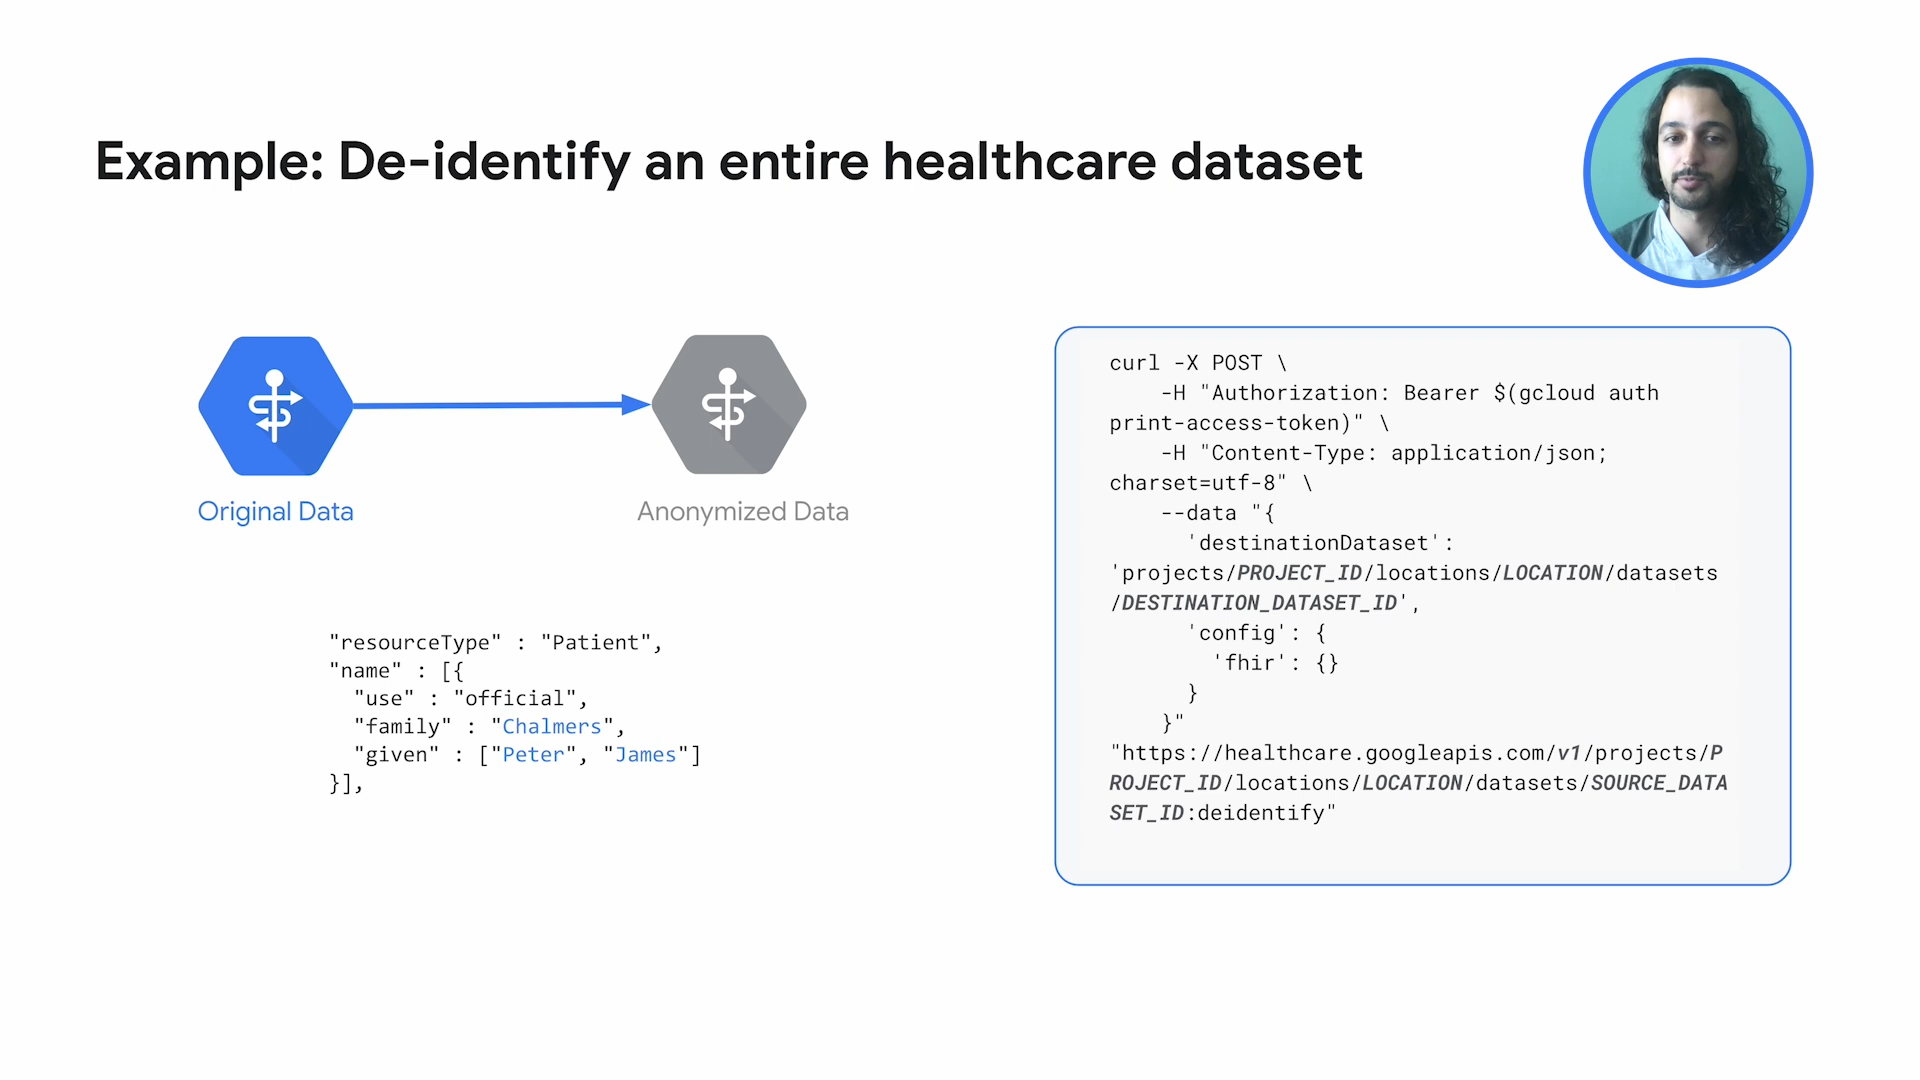 Example: De-identify an entire healthcare dataset
Original Data
Anonymized Data
"resourceType" : "Patient",
"name" : [{
"use" : "official",
"family" : "Chalmers",
"given" : ["Peter", "James"]
}],
curl -X POST \
-H "Authorization: Bearer $(gcloud auth
print-access-token)" \
-H "Content-Type: application/json;
charset=utf-8" \
--data "{
'destinationDataset':
'projects/PROJECT_ID/locations/LOCATION/datasets
/DESTINATION_DATASET_ID',
'config': {
'fhir': {}
}
}"
"https://healthcare.googleapis.com/v1/projects/P
ROJECT_ID/locations/LOCATION/datasets/SOURCE_DATA
SET_ID:deidentify"